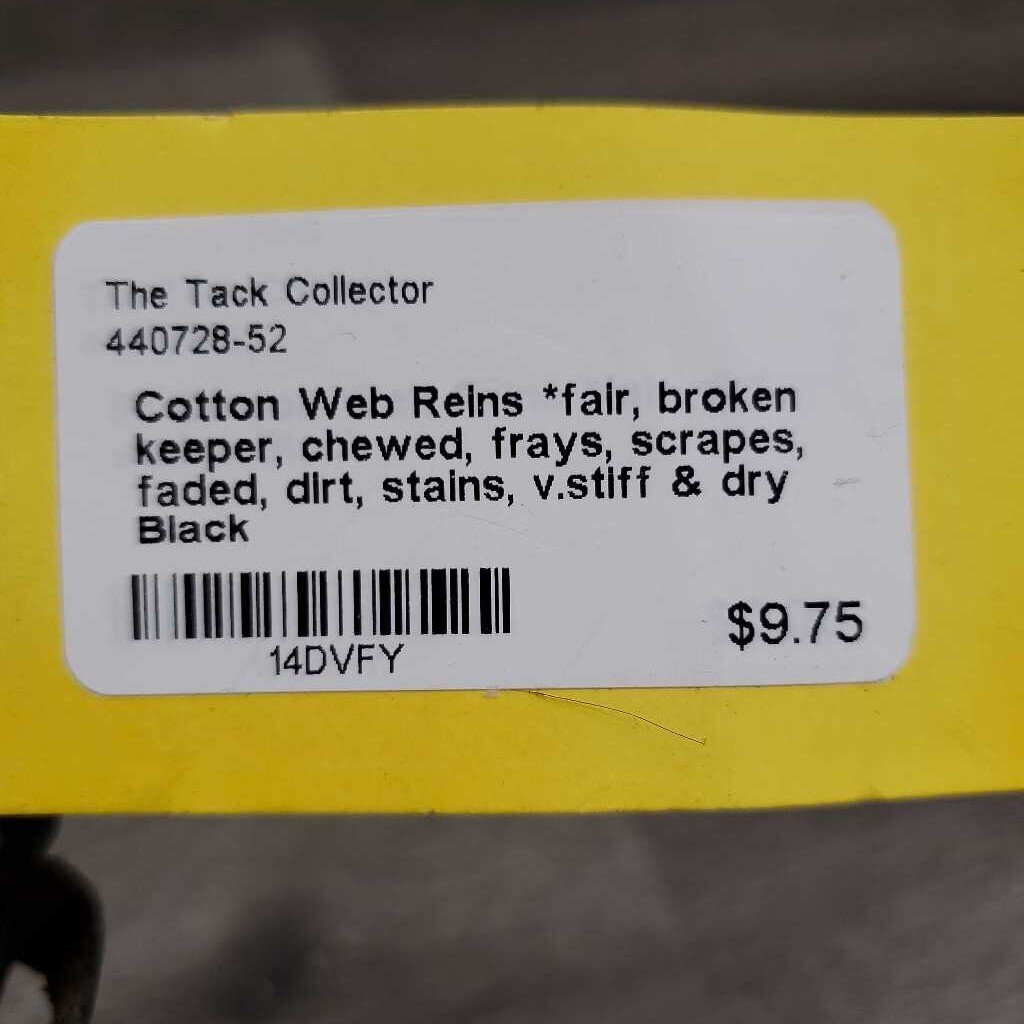 The Tack Collector
440728-52
Cotton Web Reins *fair, broken
keeper, chewed, frays, scrapes,
faded, dirt, stains, v.stiff & dry
Black
14DVFY
$9.75